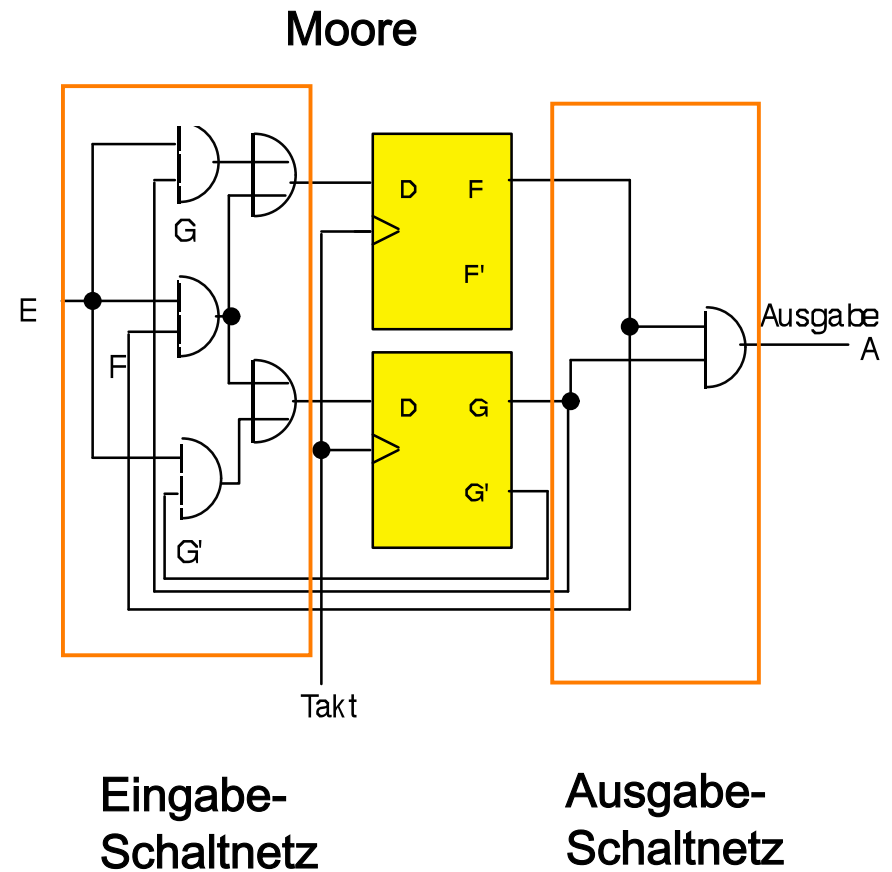 Moore
G
E
F
G'
D F
F'
D G
G'
Ausgabe
A
Takt
Eingabe-
Schaltnetz
Ausgabe-
Schaltnetz